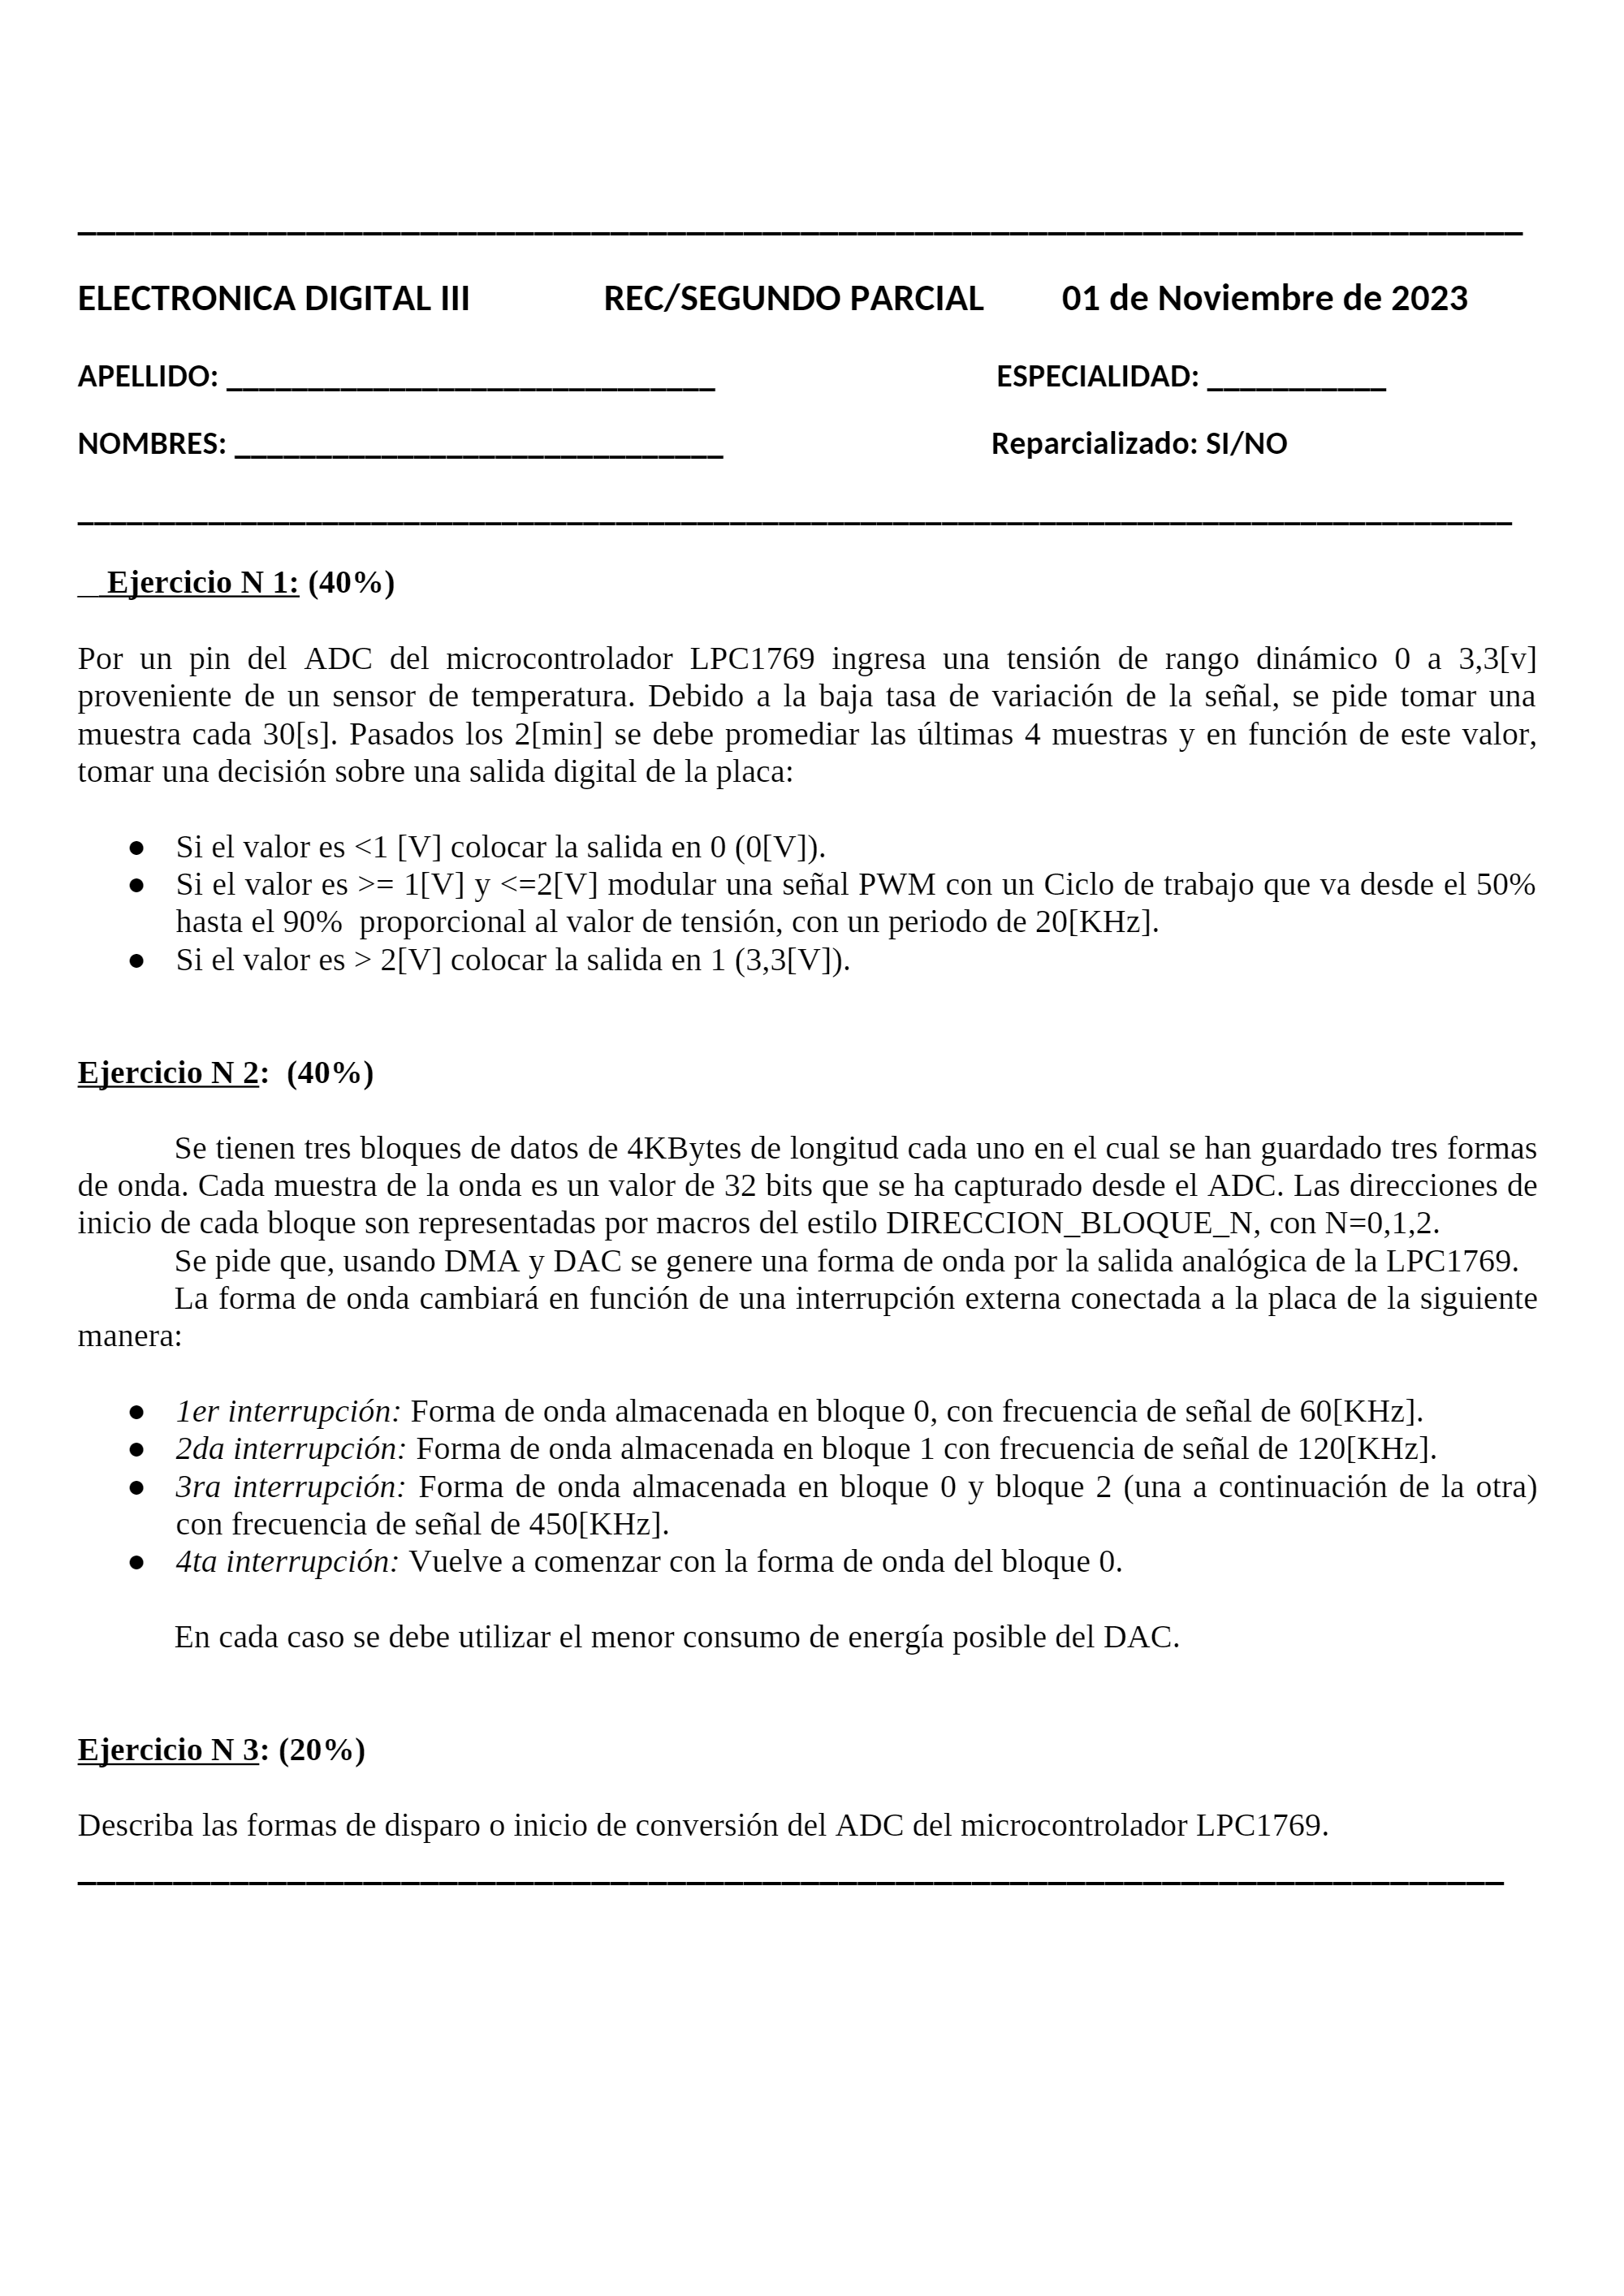 ELECTRONICA DIGITAL III REC/SEGUNDO PARCIAL 01 de Noviembre de 2023
APELLIDO: ______________________________ ESPECIALIDAD: ___________
NOMBRES: ______________________________ Reparcializado: SI/NO
Ejercicio N 1: (40%)
Por un pin del ADC del microcontrolador LPC1769 ingresa una tensión de rango dinámico 0 a 3,3[v]
proveniente de un sensor de temperatura. Debido a la baja tasa de variación de la señal, se pide tomar una
muestra cada 30[s]. Pasados los 2[min] se debe promediar las últimas 4 muestras y en función de este valor,
tomar una decisión sobre una salida digital de la placa:
● Si el valor es <1 [V] colocar la salida en 0 (0[V]).
● Si el valor es >= 1[V] y <=2[V] modular una señal PWM con un Ciclo de trabajo que va desde el 50%
hasta el 90%  proporcional al valor de tensión, con un periodo de 20[KHz].
● Si el valor es > 2[V] colocar la salida en 1 (3,3[V]).
Ejercicio N 2:  (40%)
Se tienen tres bloques de datos de 4KBytes de longitud cada uno en el cual se han guardado tres formas
de onda. Cada muestra de la onda es un valor de 32 bits que se ha capturado desde el ADC. Las direcciones de
inicio de cada bloque son representadas por macros del estilo DIRECCION_BLOQUE_N, con N=0,1,2.
Se pide que, usando DMA y DAC se genere una forma de onda por la salida analógica de la LPC1769.
La forma de onda cambiará en función de una interrupción externa conectada a la placa de la siguiente
manera:
● 1er interrupción: Forma de onda almacenada en bloque 0, con frecuencia de señal de 60[KHz].
● 2da interrupción: Forma de onda almacenada en bloque 1 con frecuencia de señal de 120[KHz].
● 3ra interrupción: Forma de onda almacenada en bloque 0 y bloque 2 (una a continuación de la otra)
con frecuencia de señal de 450[KHz].
● 4ta interrupción: Vuelve a comenzar con la forma de onda del bloque 0.
En cada caso se debe utilizar el menor consumo de energía posible del DAC.
Ejercicio N 3: (20%)
Describa las formas de disparo o inicio de conversión del ADC del microcontrolador LPC1769.